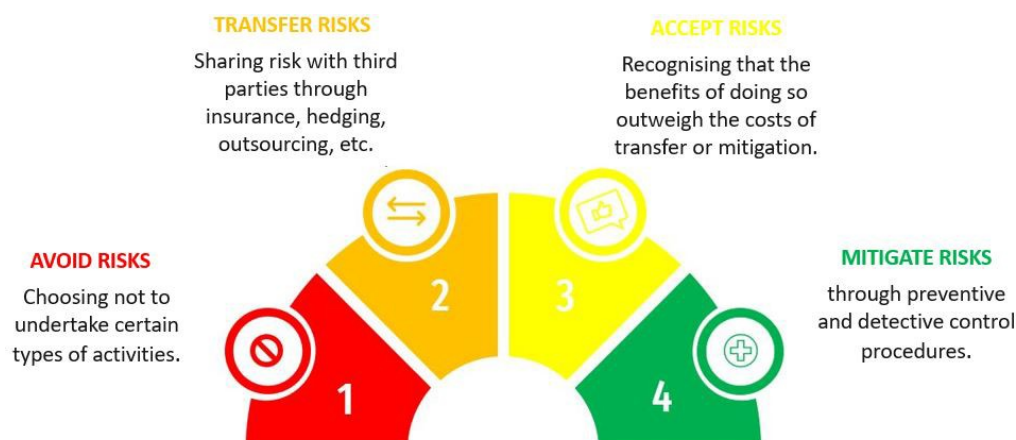 TRANSFER RISKS
Sharing risk with third
parties through
insurance, hedging,
outsourcing, etc.
ACCEPT RISKS
Recognising that the
benefits of doing so
outweigh the costs of
transfer or mitigation.
AVOID RISKS
Choosing not to
undertake certain
types of activities.
MITIGATE RISKS
through preventive
and detective control
procedures.
1
2
3
4